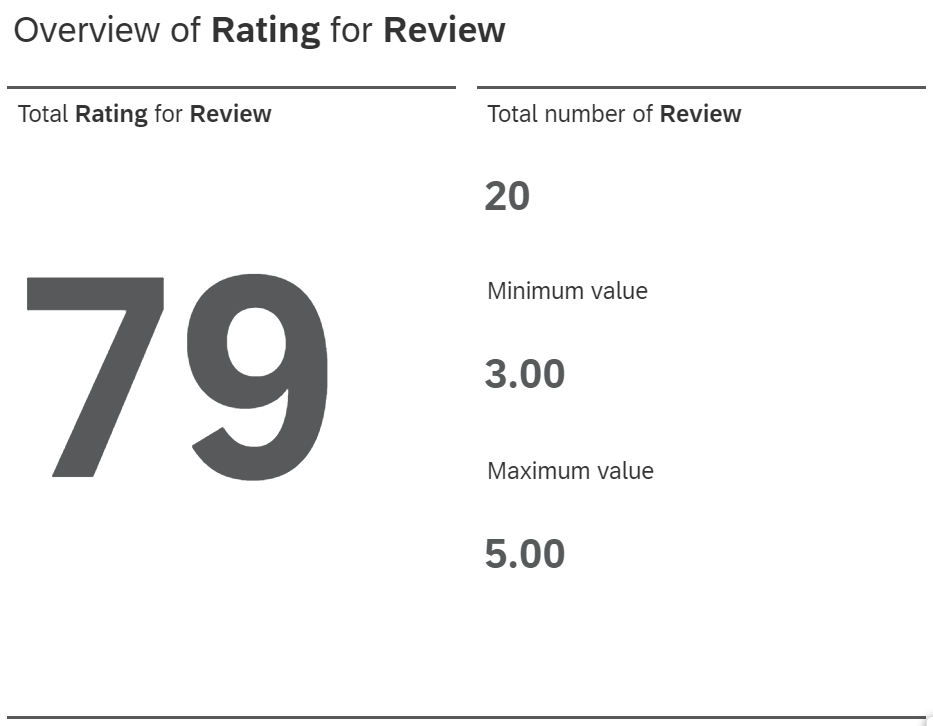 Overview of Rating for Review
Total Rating for Review
79
Total number of Review
20
Minimum value
3.00
Maximum value
5.00